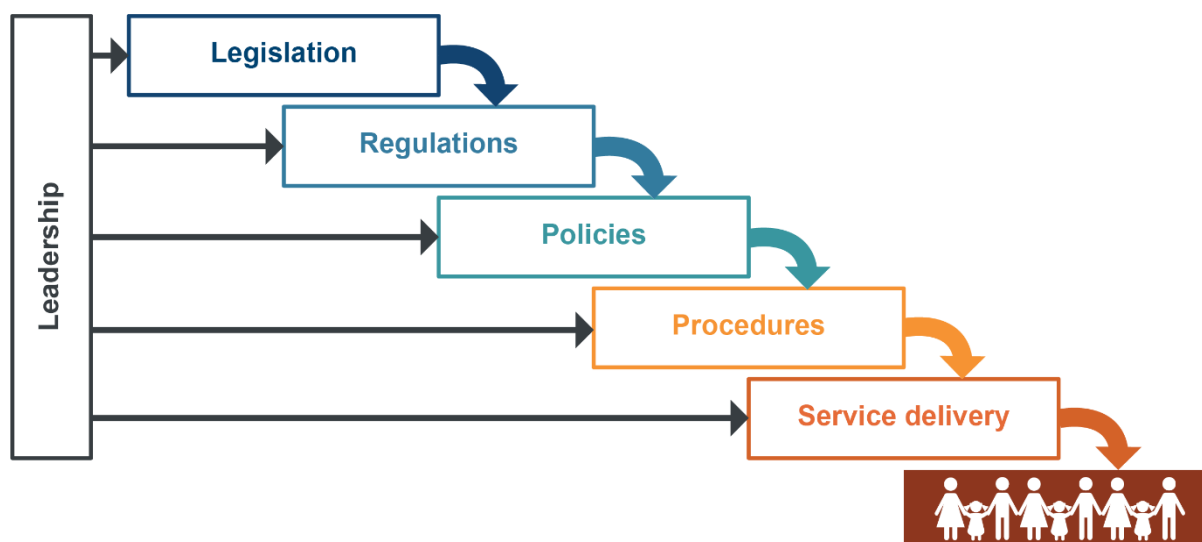 Leadership
Legislation
Regulations
Policies
Procedures
Service delivery